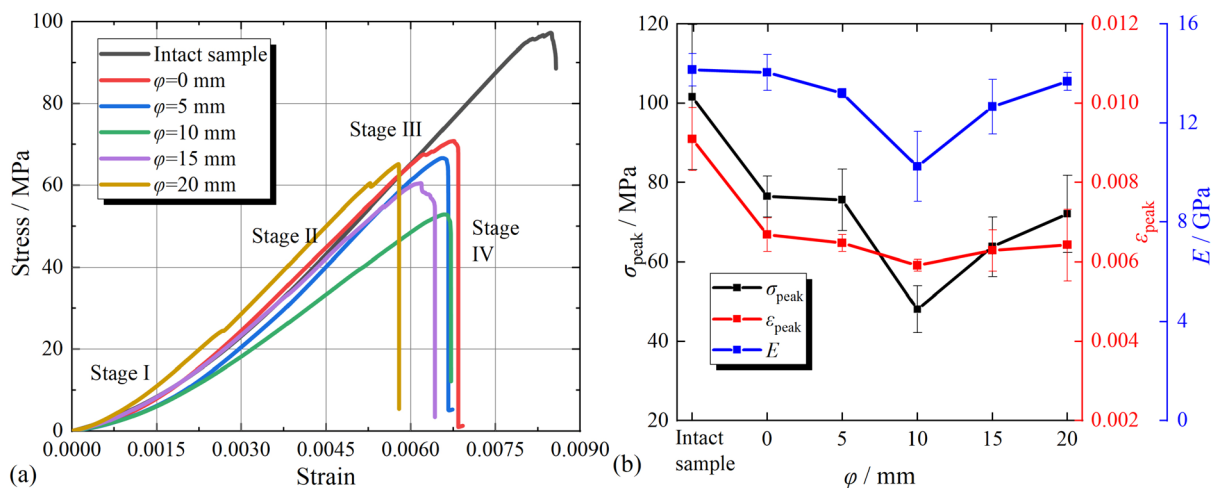 100
80
60
40
20
0
Stress / MPa
Intact sample
φ=0 mm
φ=5 mm
φ=10 mm
φ=15 mm
φ=20 mm
Stage I
Stage II
Stage III
Stage
IV
0.0000 0.0015 0.0030 0.0045 0.0060 0.0075 0.0090
Strain
(a)
120
100
80
60
40
20
σpeak / MPa
σpeak
εpeak
E
Intact
sample
0 5 10 15 20
φ / mm
(b)
0.012
0.010
0.008
0.006
0.004
0.002
εpeak
16
12
8
4
0
E / GPa